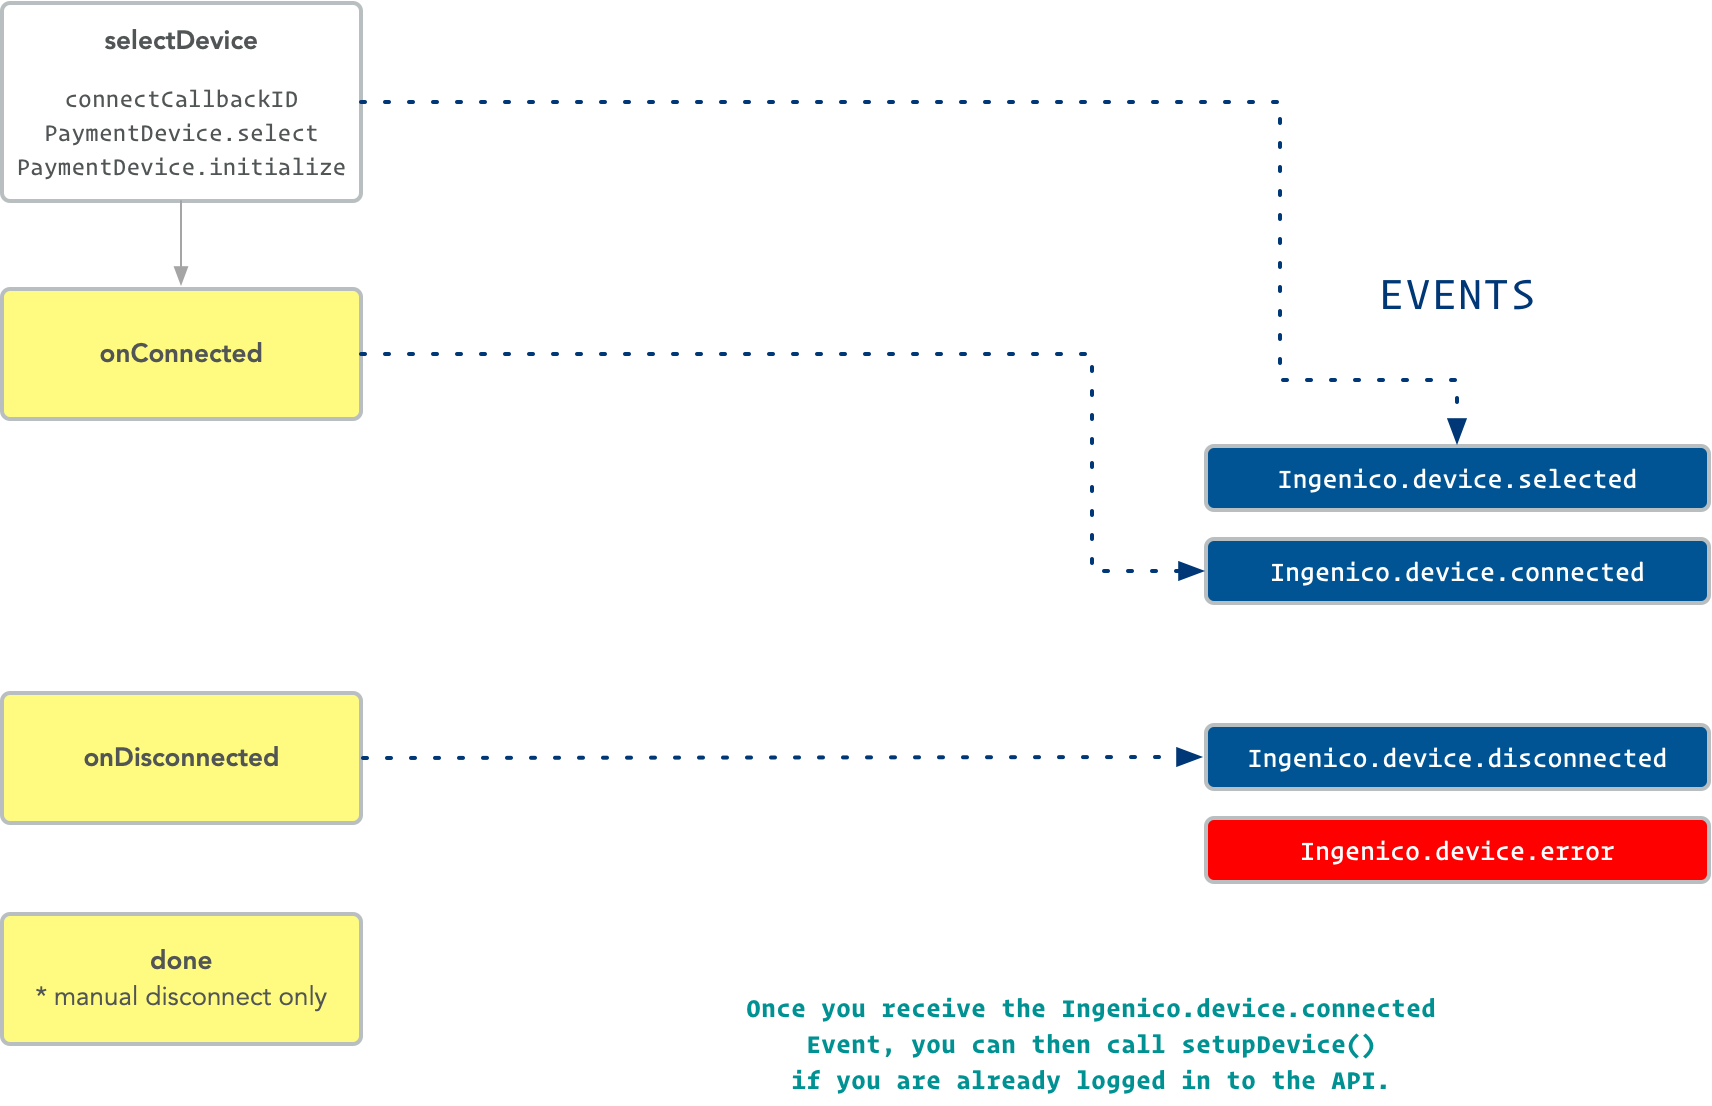 selectDevice
connectCallbackID
PaymentDevice.select
PaymentDevice.initialize
onConnected
EVENTS
Ingenico.device.selected
Ingenico.device.connected
onDisconnected
Ingenico.device.disconnected
Ingenico.device.error
done
* manual disconnect only
Once you receive the Ingenico.device.connected
Event, you can then call setupDevice()
if you are already logged in to the API.